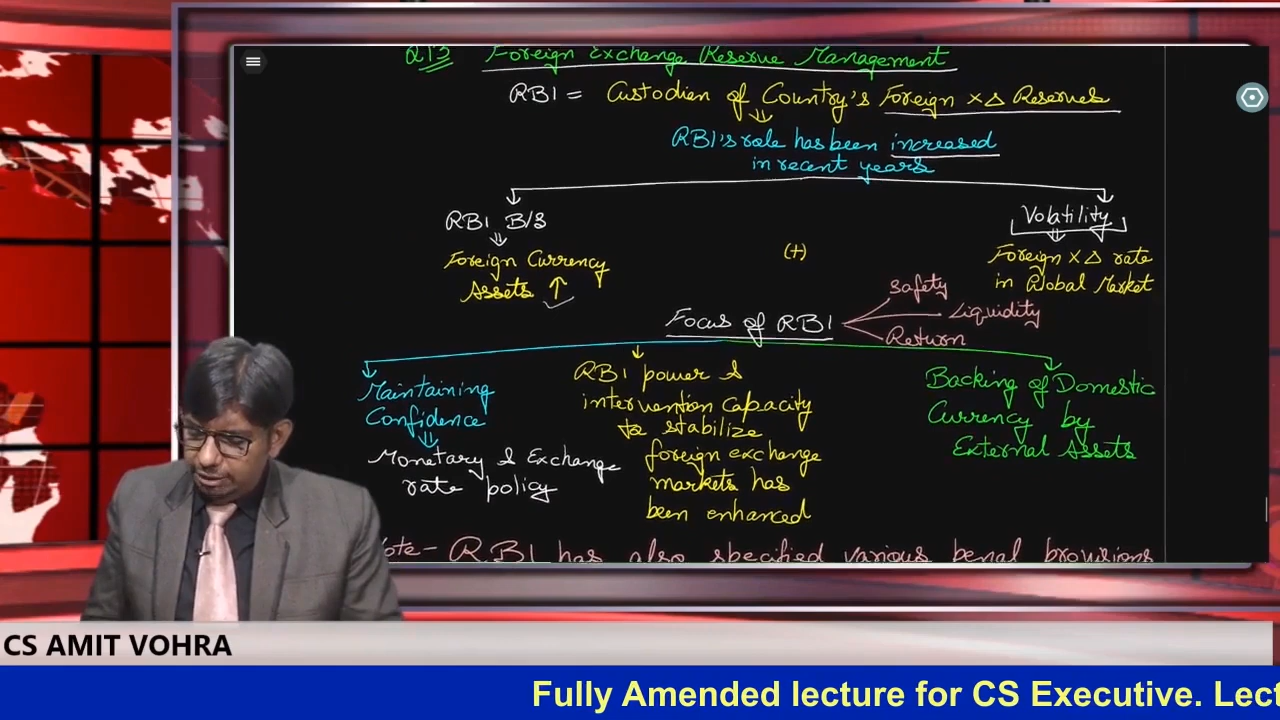 Q13 Foreign Exchange Reserve Management
RBI = Custodian of Country's Foreign x∆ Reserves
RBI's role has been increased
in recent years
RBI B/S
Foreign Currency
Assets ↑
(+)
Volatility
Foreign x∆ rate
in Global Market
Focus of RBI
Safety
Liquidity
Return
Maintaining
Confidence
Monetary & Exchange
rate policy
RBI power &
intervention capacity
to stabilize
foreign exchange
markets has
been enhanced
Backing of Domestic
Currency by
External Assets
Note - RBI has also specified various penal provisions
CS AMIT VOHRA
Fully Amended lecture for CS Executive. Lect